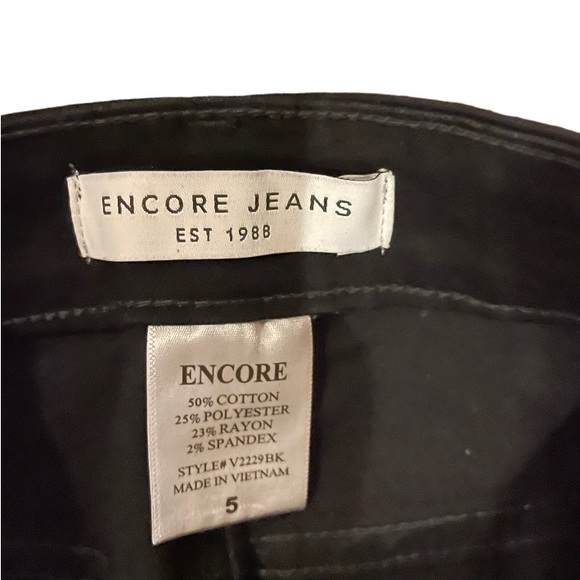 ENCORE JEANS
EST 1988
ENCORE
50% COTTON
25% POLYESTER
23% RAYON
2% SPANDEX
STYLE# V2229BK
MADE IN VIETNAM
5